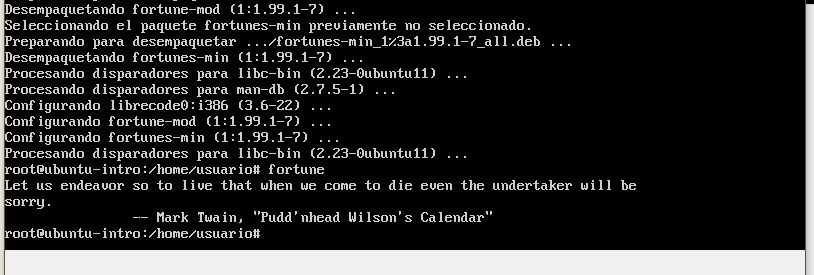 Desempaquetando fortune-mod (1:1.99.1-7) ...
Seleccionando el paquete fortunes-min previamente no seleccionado.
Preparando para desempaquetar .../fortunes-min_1%3a1.99.1-7_all.deb ...
Desempaquetando fortunes-min (1:1.99.1-7) ...
Procesando disparadores para libc-bin (2.23-0ubuntu11) ...
Procesando disparadores para man-db (2.7.5-1) ...
Configurando librecode0:i386 (3.6-22) ...
Configurando fortune-mod (1:1.99.1-7) ...
Configurando fortunes-min (1:1.99.1-7) ...
Procesando disparadores para libc-bin (2.23-0ubuntu11) ...
root@ubuntu-intro:/home/usuario# fortune
Let us endeavor so to live that when we come to die even the undertaker will be
sorry.
-- Mark Twain, "Pudd'nhead Wilson's Calendar"
root@ubuntu-intro:/home/usuario#